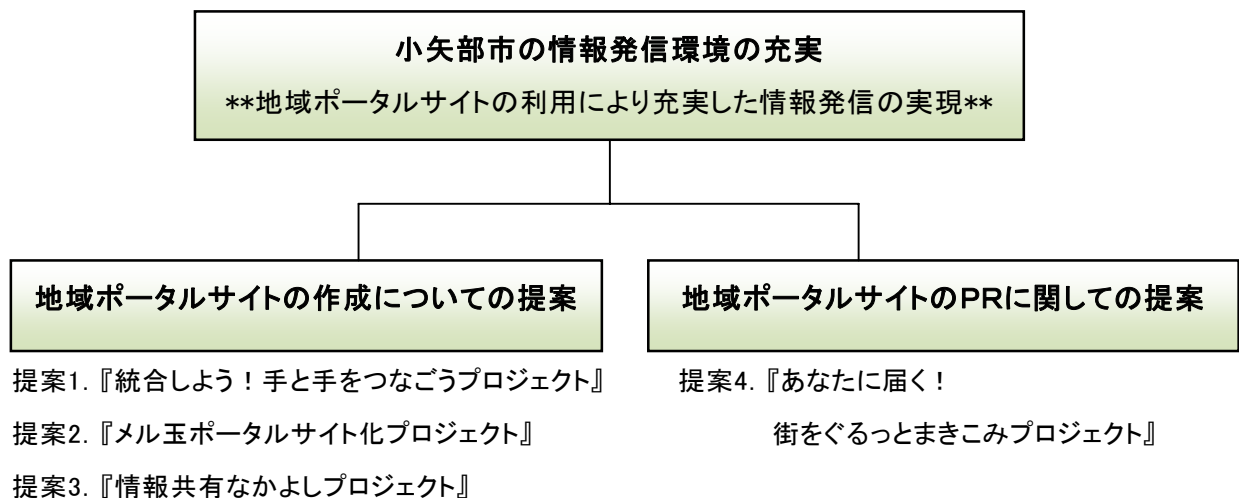 小矢部市の情報発信環境の充実
**地域ポータルサイトの利用により充実した情報発信の実現**
地域ポータルサイトの作成についての提案
提案1.『統合しよう！手と手をつなごうプロジェクト』
提案2.『メル玉ポータルサイト化プロジェクト』
提案3.『情報共有なかよしプロジェクト』
地域ポータルサイトのPRに関しての提案
提案4.『あなたに届く！
街をぐるっとまきこみプロジェクト』